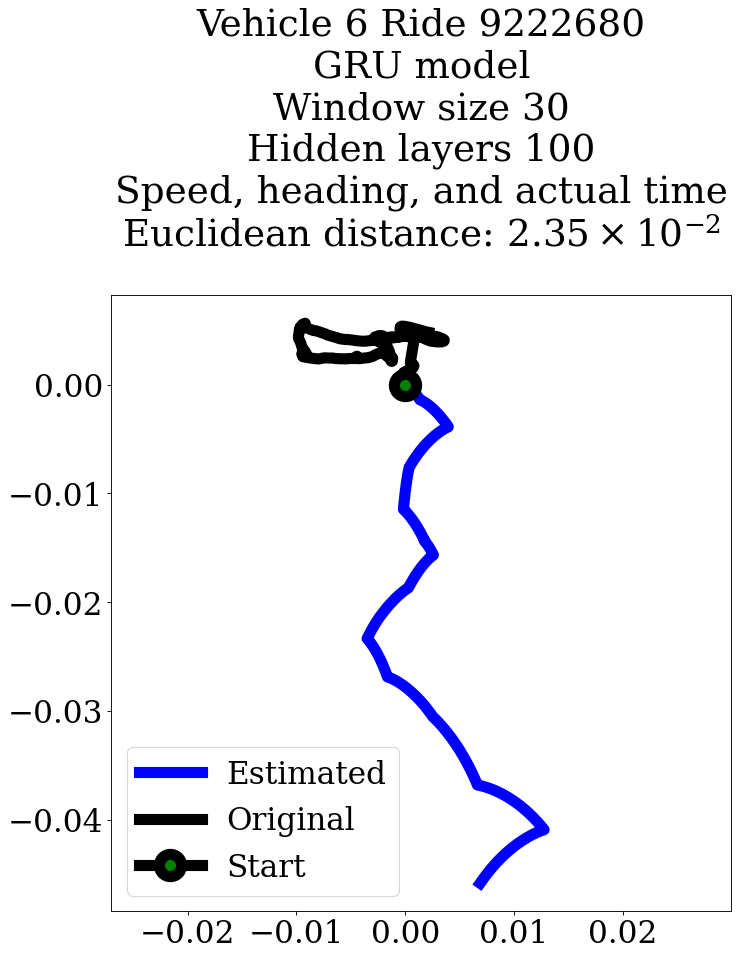 Vehicle 6 Ride 9222680
GRU model
Window size 30
Hidden layers 100
Speed, heading, and actual time
Euclidean distance: 2.35 × 10⁻²
0.00
−0.01
−0.02
−0.03
−0.04
Estimated
Original
Start
−0.02 −0.01 0.00 0.01 0.02